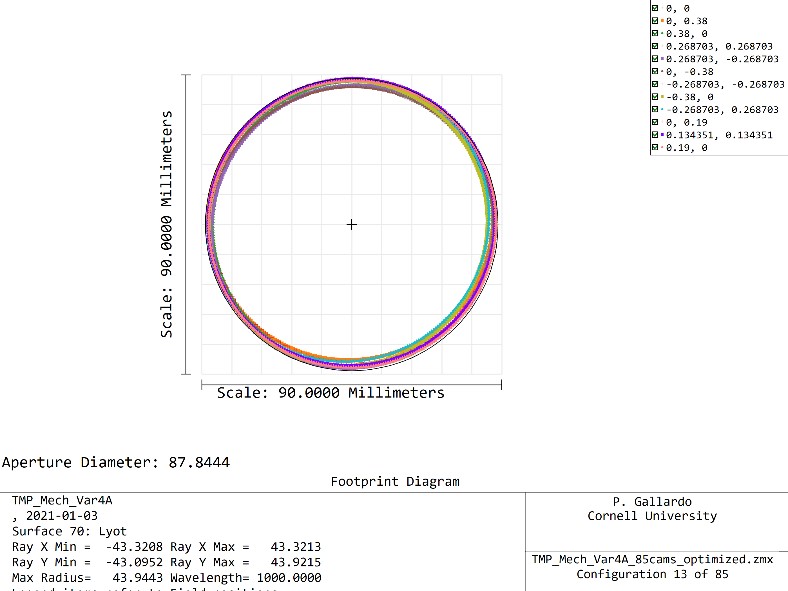 0, 0
0, 0.38
0.38, 0
0.268703, 0.268703
0.268703, -0.268703
0, -0.38
-0.268703, -0.268703
-0.38, 0
-0.268703, 0.268703
0, 0.19
0.134351, 0.134351
0.19, 0
Scale: 90.0000 Millimeters
Scale: 90.0000 Millimeters
Aperture Diameter: 87.8444
Footprint Diagram
TMP_Mech_Var4A
, 2021-01-03
Surface 70: Lyot
Ray X Min = -43.3208 Ray X Max = 43.3213
Ray Y Min = -43.0952 Ray Y Max = 43.9215
Max Radius= 43.9443 Wavelength= 1000.0000
P. Gallardo
Cornell University
TMP_Mech_Var4A_85cams_optimized.zmx
Configuration 13 of 85